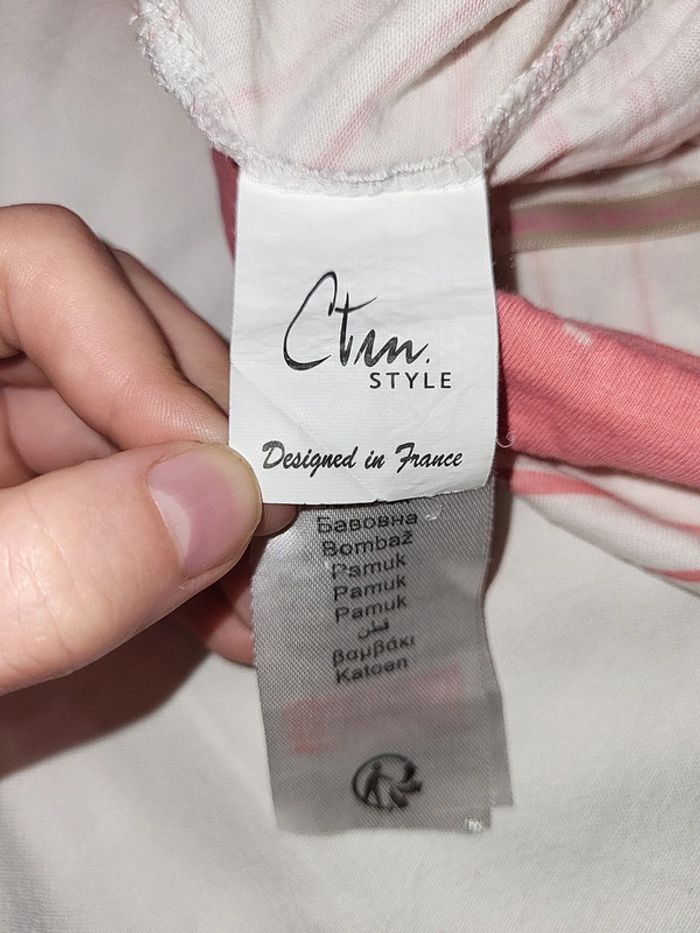 Ctm.
STYLE
Designed in France
Бавовна
Bombaž
Pamuk
Pamuk
Pamuk
قطن
βαμβάκι
Katoen